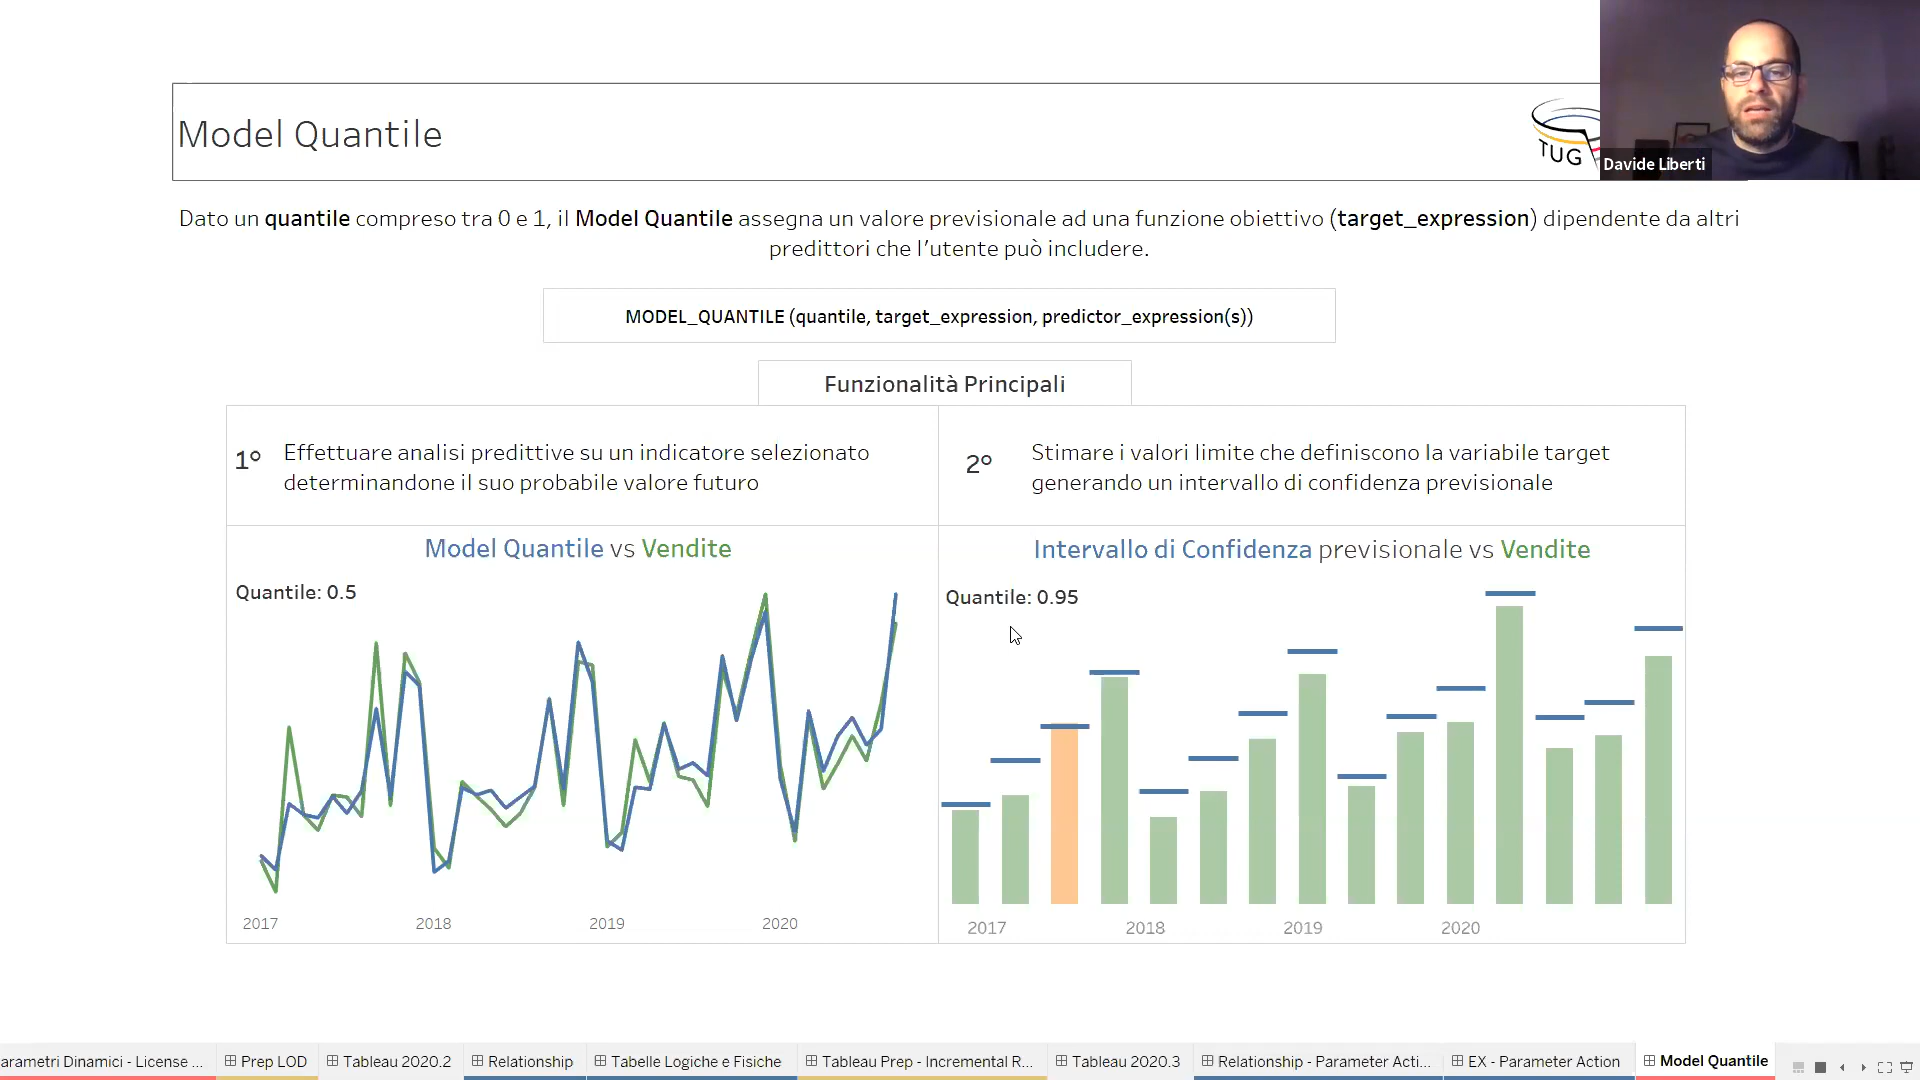 Model Quantile
TUG
Davide Liberti
Dato un quantile compreso tra 0 e 1, il Model Quantile assegna un valore previsionale ad una funzione obiettivo (target_expression) dipendente da altri
predittori che l'utente può includere.
MODEL_QUANTILE (quantile, target_expression, predictor_expression(s))
Funzionalità Principali
1° Effettuare analisi predittive su un indicatore selezionato
determinandone il suo probabile valore futuro
2° Stimare i valori limite che definiscono la variabile target
generando un intervallo di confidenza previsionale
Model Quantile vs Vendite
Quantile: 0.5
2017 2018 2019 2020
Intervallo di Confidenza previsionale vs Vendite
Quantile: 0.95
2017 2018 2019 2020
arametri Dinamici - License ... Prep LOD Tableau 2020.2 Relationship Tabelle Logiche e Fisiche Tableau Prep - Incremental R... Tableau 2020.3 Relationship - Parameter Acti... EX - Parameter Action Model Quantile